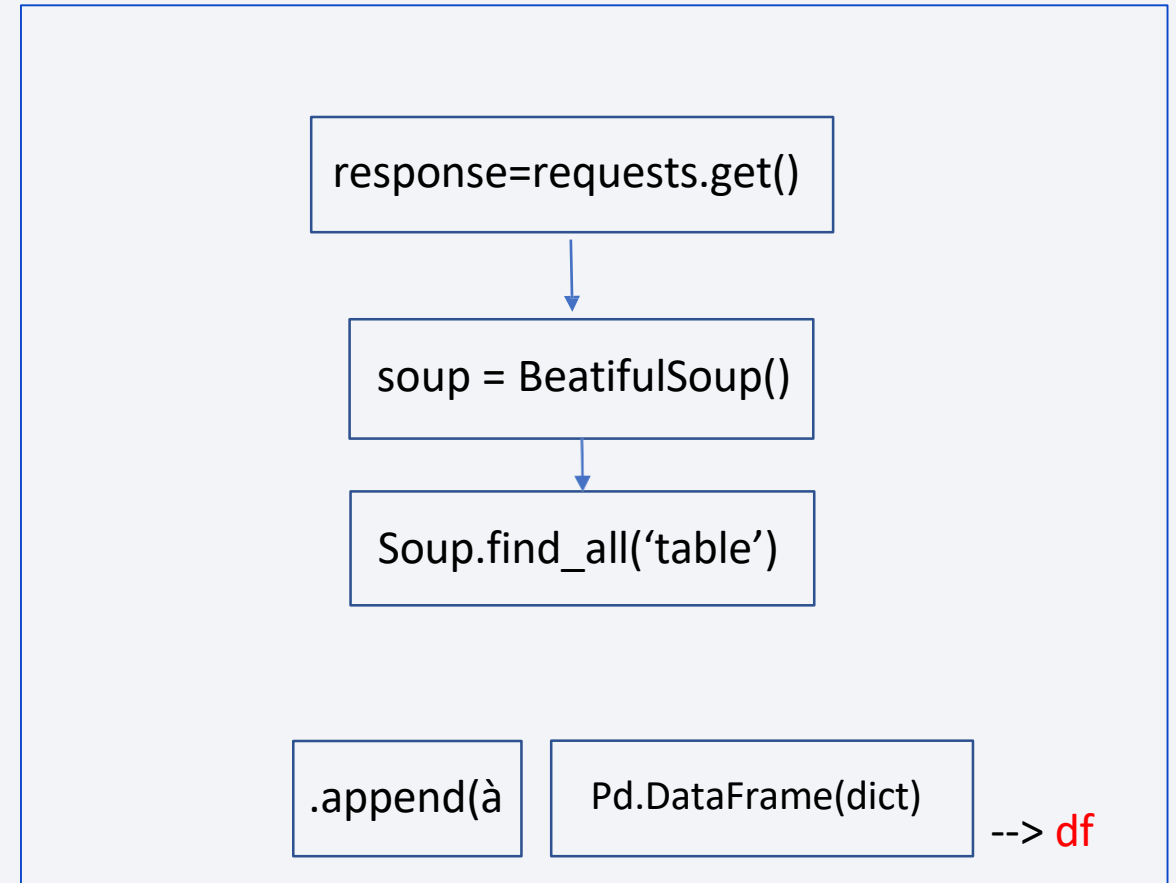 response=requests.get()
soup = BeatifulSoup()
Soup.find_all(‘table’)
.append(à
Pd.DataFrame(dict)
--> df